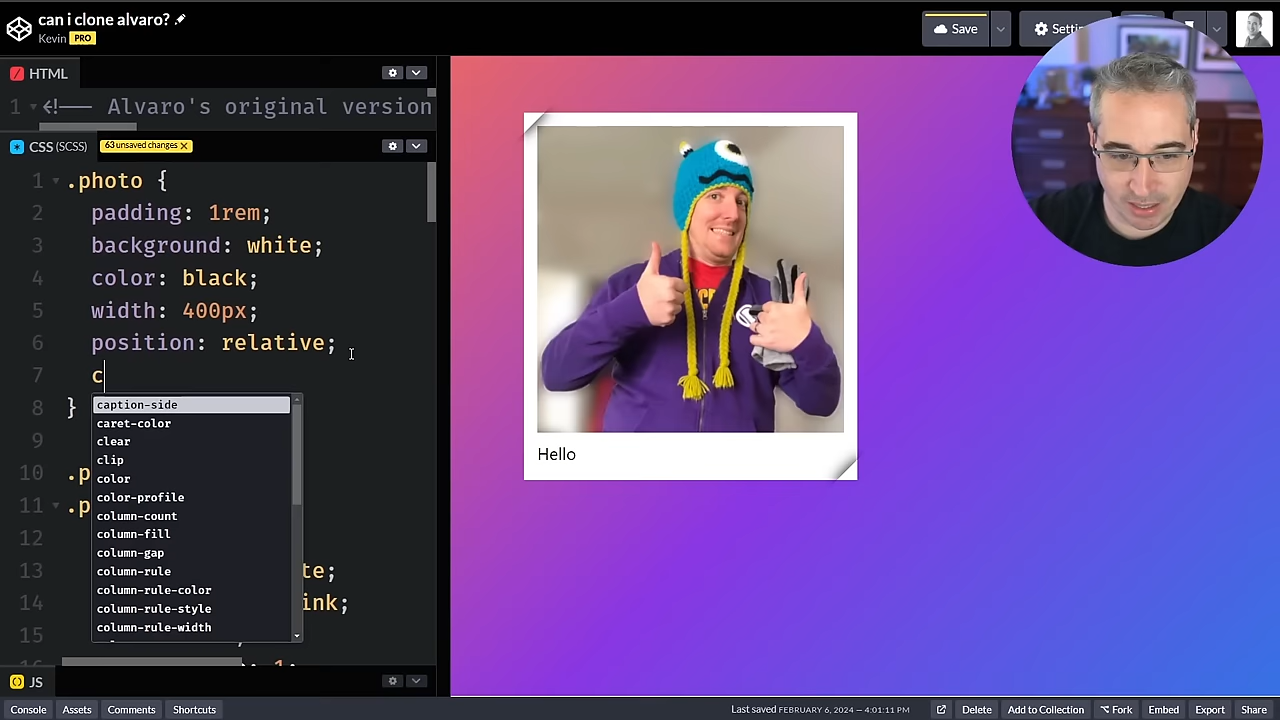 can i clone alvaro?
Kevin PRO
Save
HTML
1 <!-- Alvaro's original version
CSS (SCSS) 63 unsaved changes X
1 .photo {
2 padding: 1rem;
3 background: white;
4 color: black;
5 width: 400px;
6 position: relative;
7 c
8 }
9
10 .p
11 .p
12
13 te;
14 ink;
15
caption-side
caret-color
clear
clip
color
color-profile
column-count
column-fill
column-gap
column-rule
column-rule-color
column-rule-style
column-rule-width
Hello
JS
Console Assets Comments Shortcuts Last saved FEBRUARY 6, 2024 — 4:01:11 PM Delete Add to Collection Fork Embed Export Share